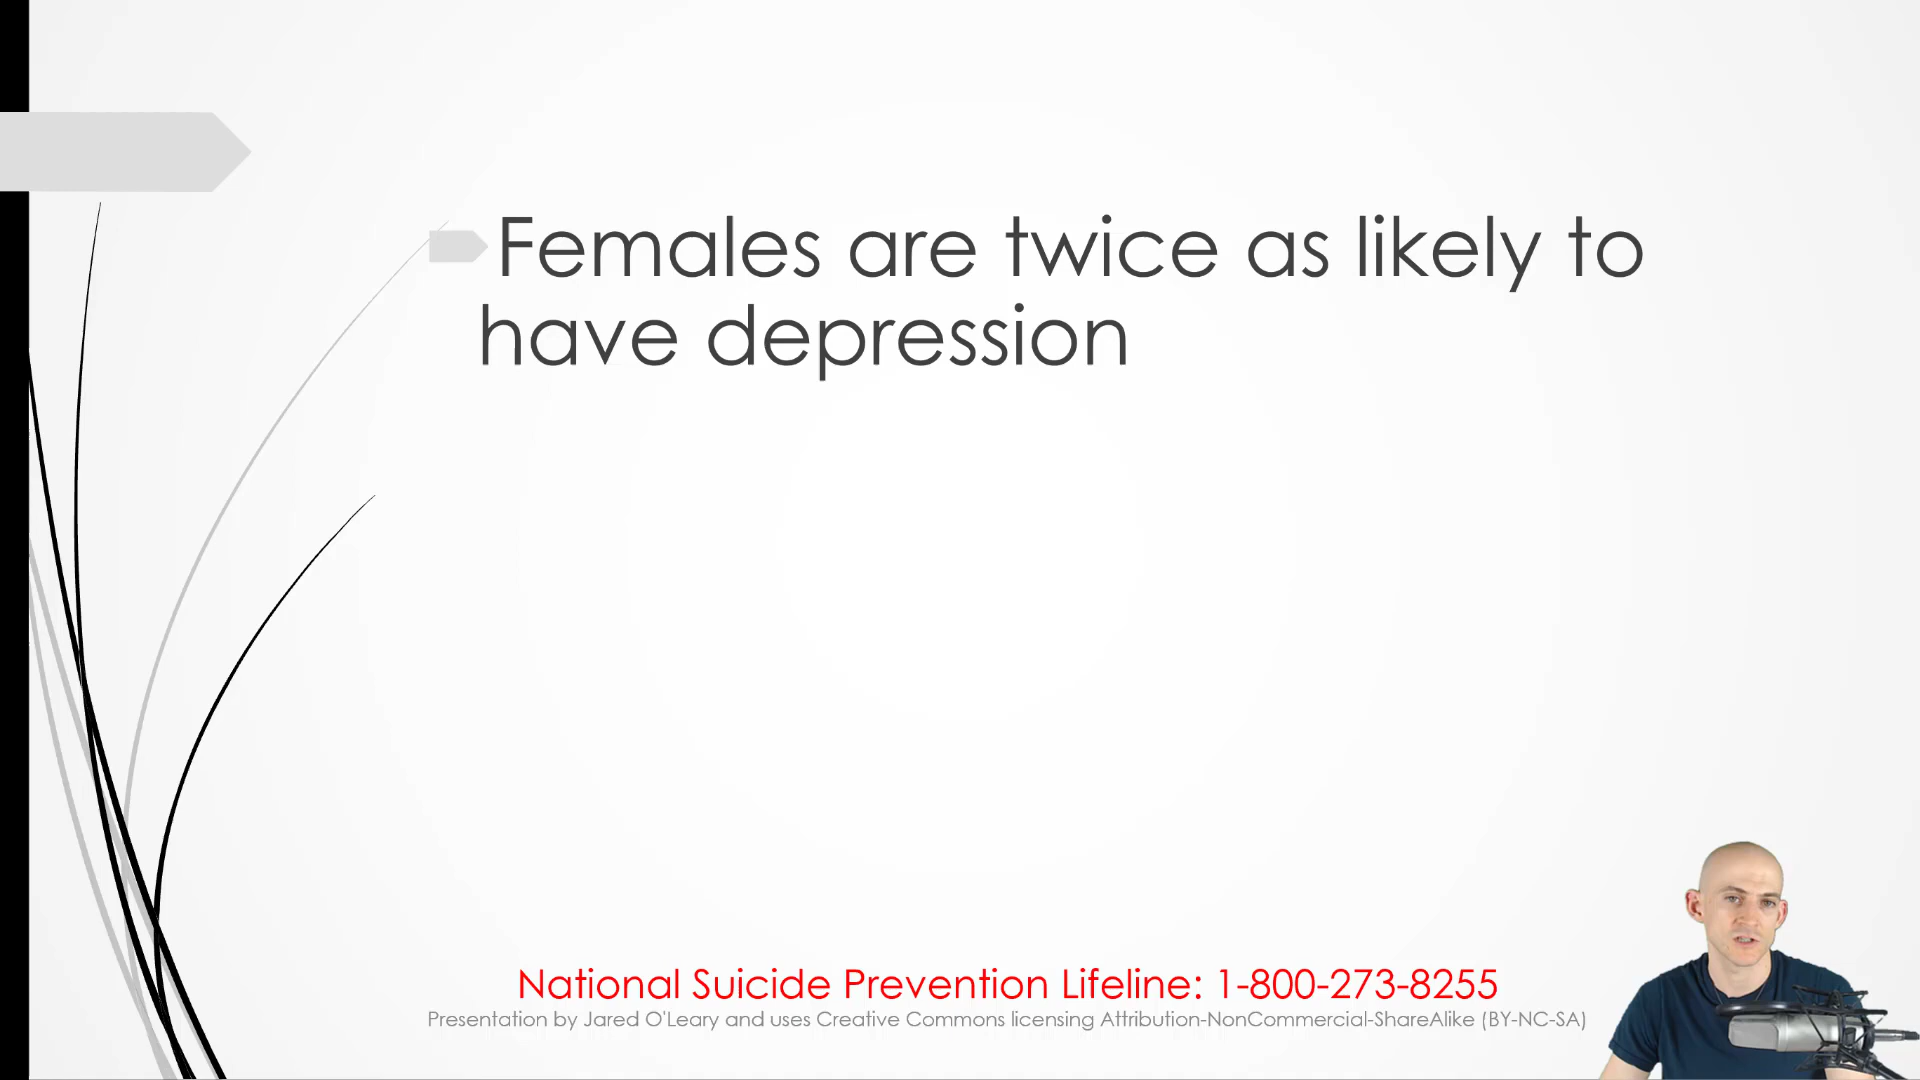 Females are twice as likely to
have depression
National Suicide Prevention Lifeline: 1-800-273-8255
Presentation by Jared O'Leary and uses Creative Commons licensing Attribution-NonCommercial-ShareAlike (BY-NC-SA)